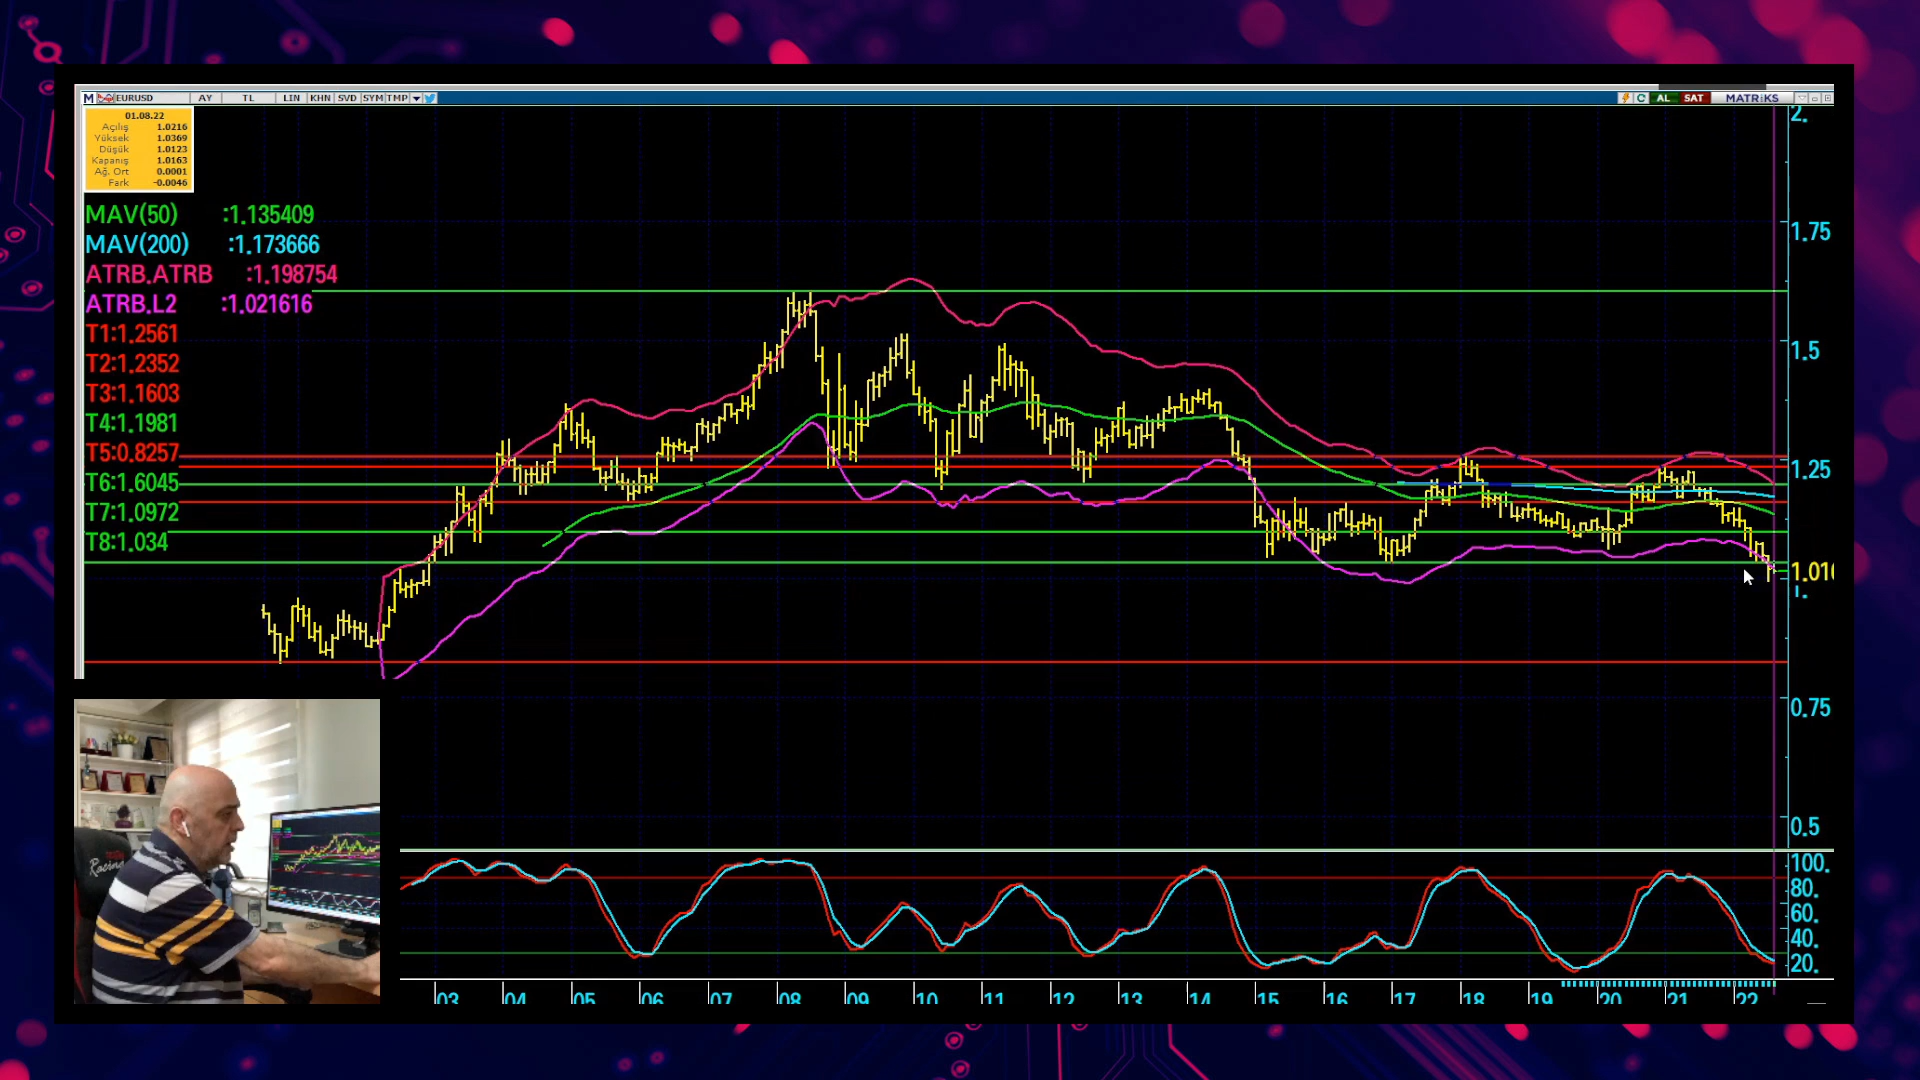 M EURUSD AY TL LIN KHN SVD SYM TMP
C AL SAT MATRiKS
01.08.22
Açılış 1.0216
Yüksek 1.0369
Düşük 1.0123
Kapanış 1.0163
Ağ. Ort 0.0001
Fark -0.0046
MAV(50) :1.135409
MAV(200) :1.173666
ATRB.ATRB :1.198754
ATRB.L2 :1.021616
T1:1.2561
T2:1.2352
T3:1.1603
T4:1.1981
T5:0.8257
T6:1.6045
T7:1.0972
T8:1.034
2.
1.75
1.5
1.25
1.016
1.
0.75
0.5
100.
80.
60.
40.
20.
03 04 05 06 07 08 09 10 11 12 13 14 15 16 17 18 19 20 21 22
Racing